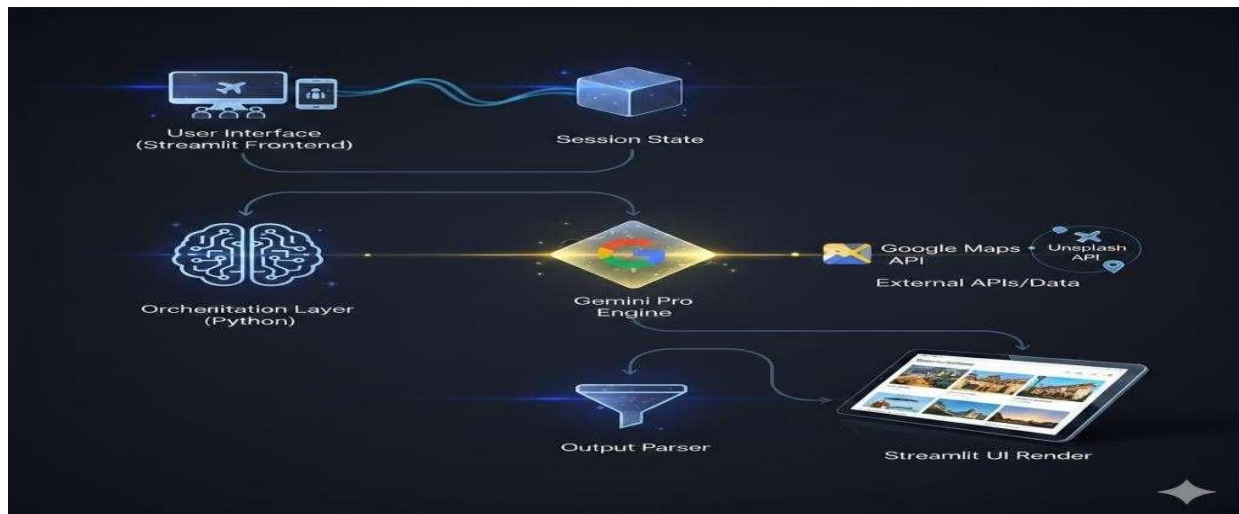 User Interface
(Streamlit Frontend)
Session State
Orchenitation Layer
(Python)
Gemini Pro
Engine
Google Maps
API
Unsplash
API
External APIs/Data
Output Parser
Streamlit UI Render